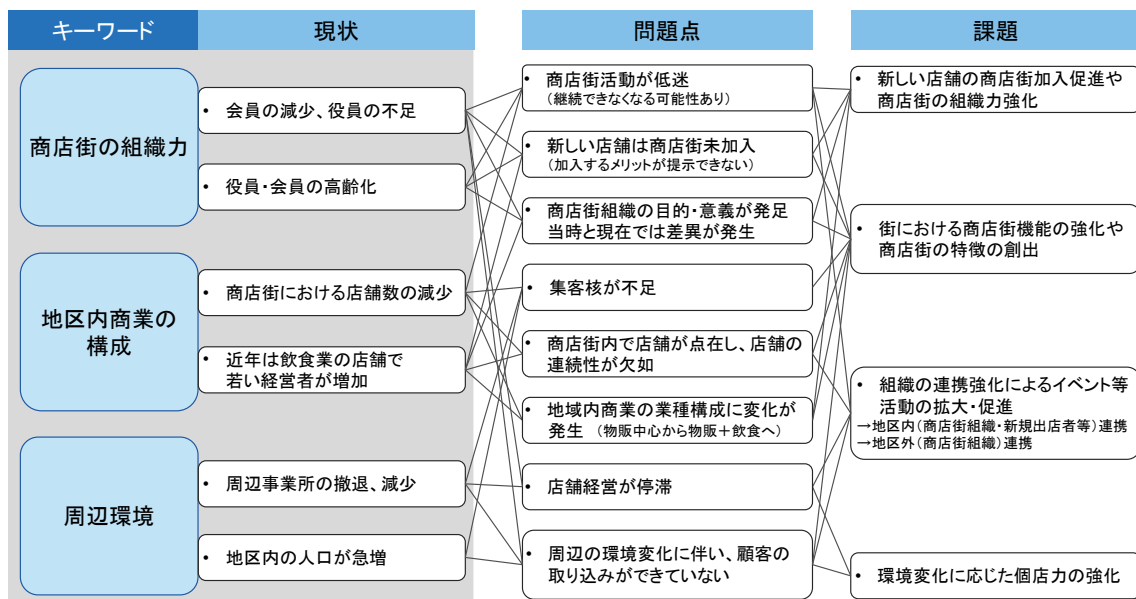 キーワード
現状
問題点
課題
商店街の組織力
・ 会員の減少、役員の不足
・ 役員・会員の高齢化
地区内商業の
構成
・ 商店街における店舗数の減少
・ 近年は飲食業の店舗で
若い経営者が増加
周辺環境
・ 周辺事業所の撤退、減少
・ 地区内の人口が急増
・ 商店街活動が低迷
(継続できなくなる可能性あり)
・ 新しい店舗は商店街未加入
(加入するメリットが提示できない)
・ 商店街組織の目的・意義が発足
当時と現在では差異が発生
・ 集客核が不足
・ 商店街内で店舗が点在し、店舗の
連続性が欠如
・ 地域内商業の業種構成に変化が
発生 (物販中心から物販+飲食へ)
・ 店舗経営が停滞
・ 周辺の環境変化に伴い、顧客の
取り込みができていない
・ 新しい店舗の商店街加入促進や
商店街の組織力強化
・ 街における商店街機能の強化や
商店街の特徴の創出
・ 組織の連携強化によるイベント等
活動の拡大・促進
→地区内(商店街組織・新規出店者等)連携
→地区外(商店街組織)連携
・ 環境変化に応じた個店力の強化